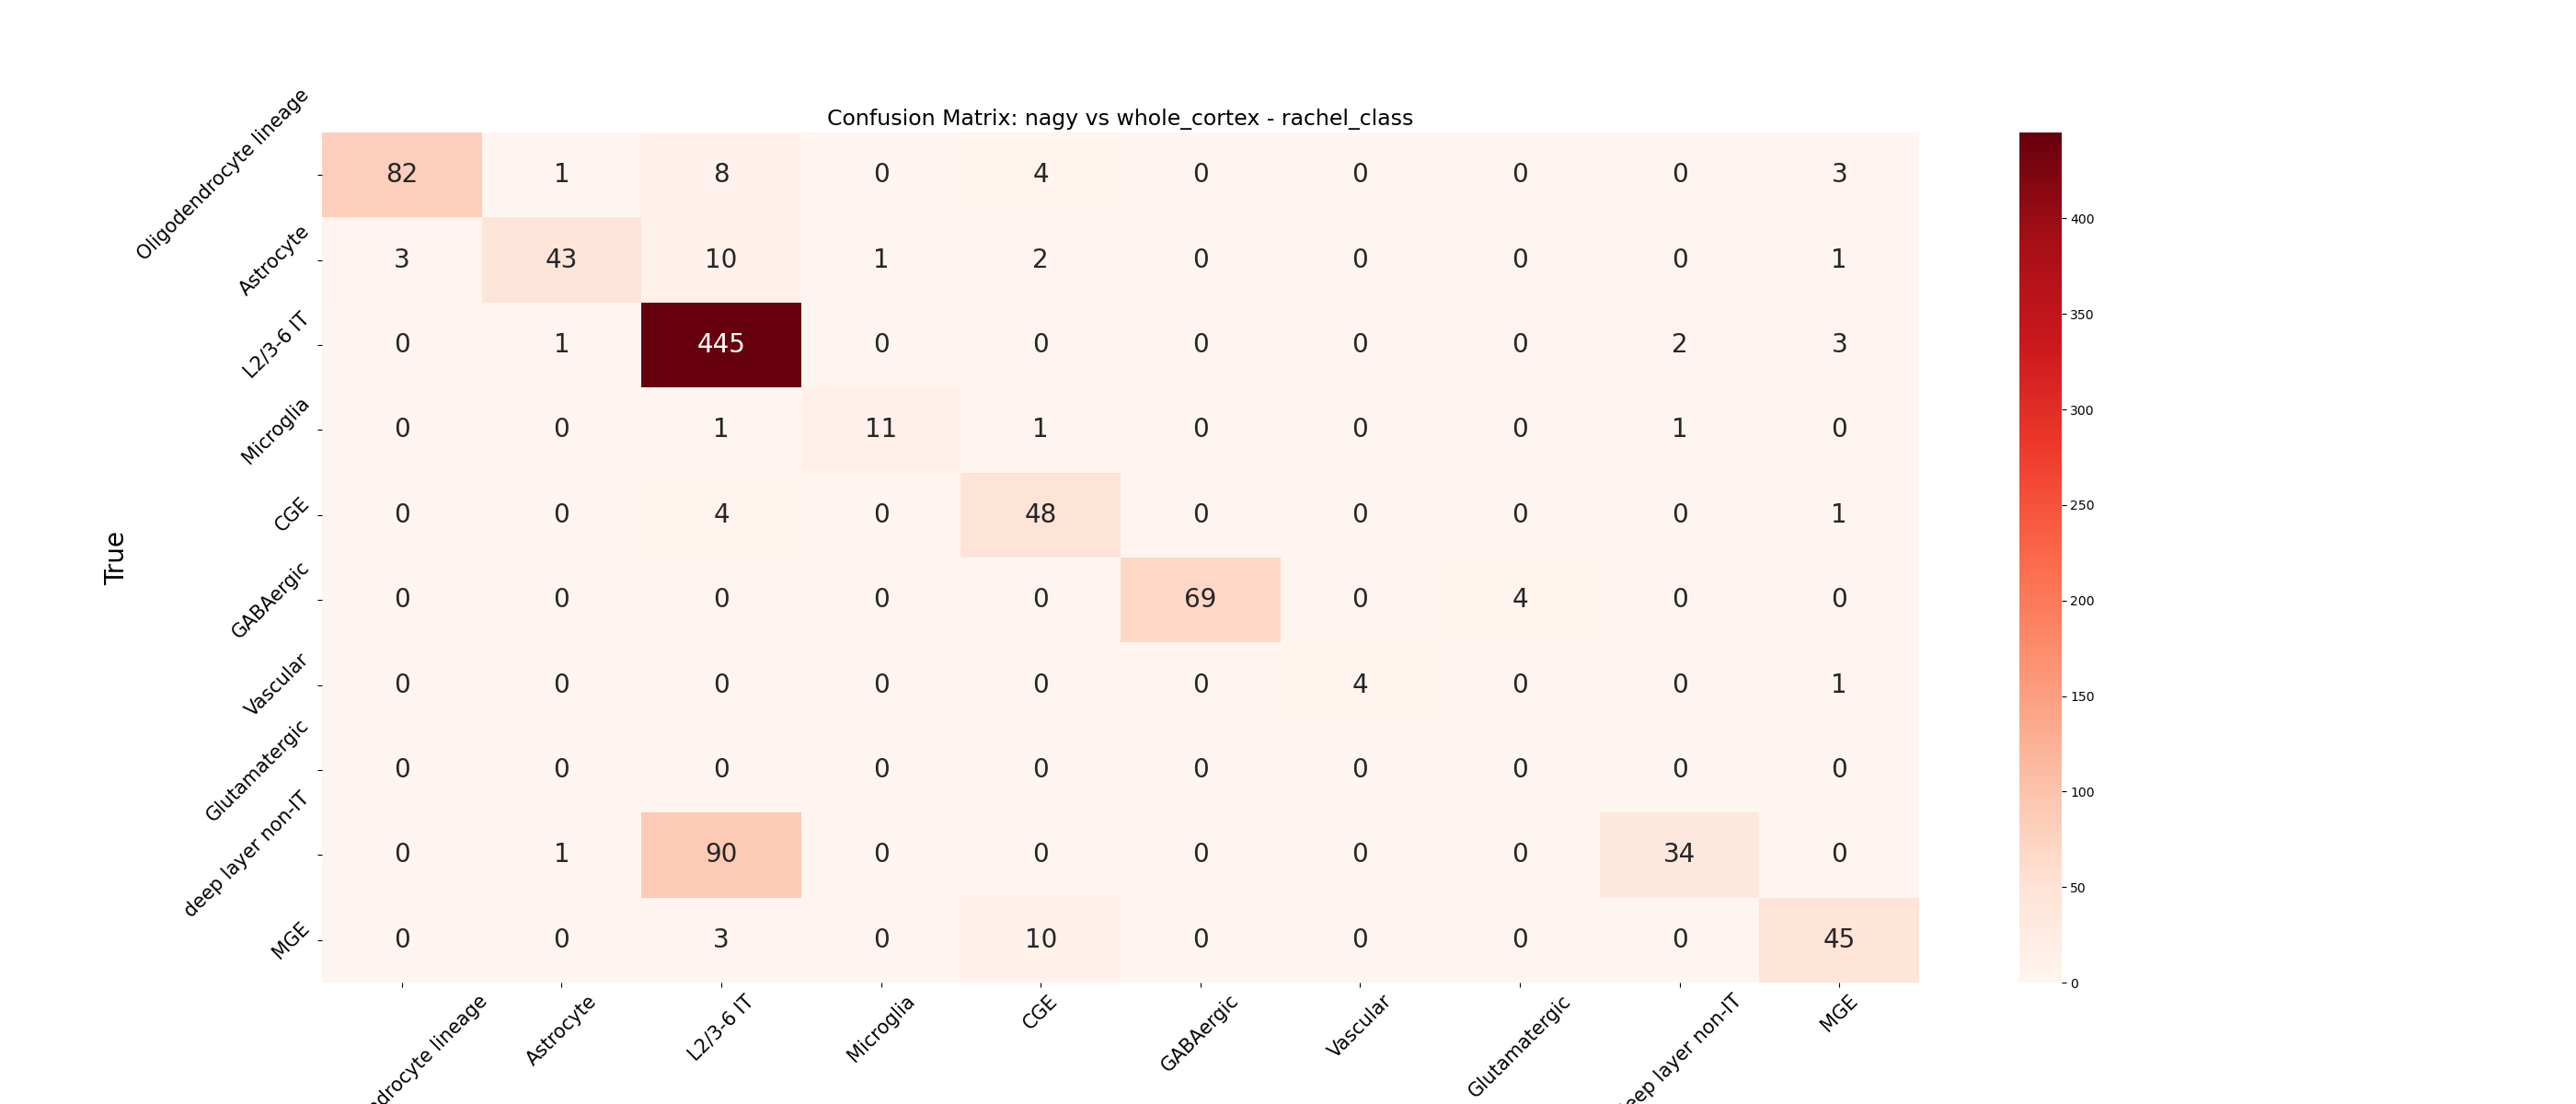 Confusion Matrix: nagy vs whole_cortex - rachel_class
True
Oligodendrocyte lineage 82 1 8 0 4 0 0 0 0 3
Astrocyte 3 43 10 1 2 0 0 0 0 1
L2/3-6 IT 0 1 445 0 0 0 0 0 2 3
Microglia 0 0 1 11 1 0 0 0 1 0
CGE 0 0 4 0 48 0 0 0 0 1
GABAergic 0 0 0 0 0 69 0 4 0 0
Vascular 0 0 0 0 0 0 4 0 0 1
Glutamatergic 0 0 0 0 0 0 0 0 0 0
deep layer non-IT 0 1 90 0 0 0 0 0 34 0
MGE 0 0 3 0 10 0 0 0 0 45
ndrocyte lineage Astrocyte L2/3-6 IT Microglia CGE GABAergic Vascular Glutamatergic eep layer non-IT MGE
400
350
300
250
200
150
100
50
0